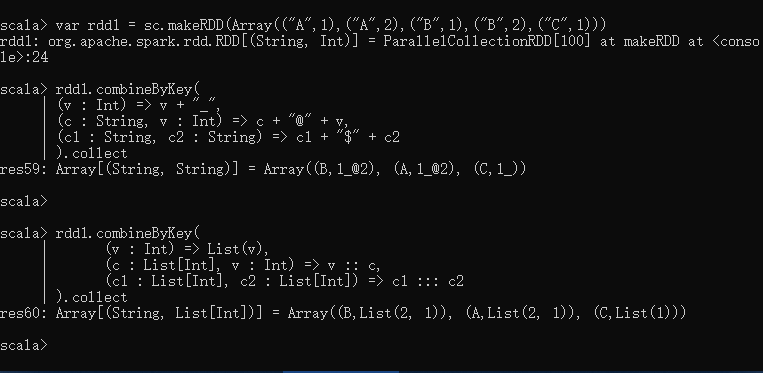 scala> var rdd1 = sc.makeRDD(Array(("A",1),("A",2),("B",1),("B",2),("C",1)))
rdd1: org.apache.spark.rdd.RDD[(String, Int)] = ParallelCollectionRDD[100] at makeRDD at <conso
le>:24
scala> rdd1.combineByKey(
| (v : Int) => v + "_",
| (c : String, v : Int) => c + "@" + v,
| (c1 : String, c2 : String) => c1 + "$" + c2
| ).collect
res59: Array[(String, String)] = Array((B,1_@2), (A,1_@2), (C,1_))
scala>
scala> rdd1.combineByKey(
| (v : Int) => List(v),
| (c : List[Int], v : Int) => v :: c,
| (c1 : List[Int], c2 : List[Int]) => c1 ::: c2
| ).collect
res60: Array[(String, List[Int])] = Array((B,List(2, 1)), (A,List(2, 1)), (C,List(1)))
scala>